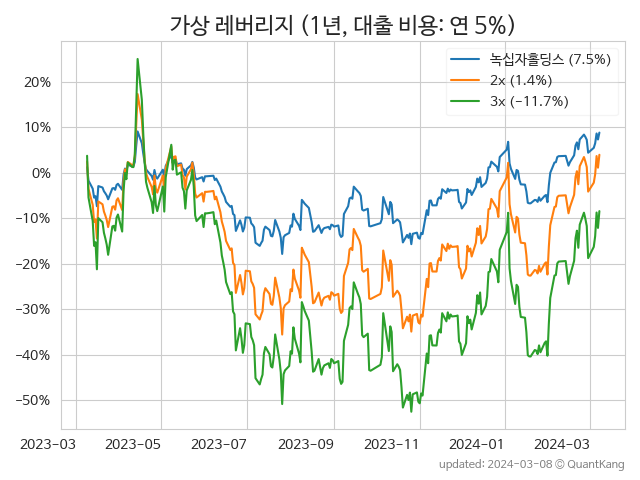 가상 레버리지 (1년, 대출 비용: 연 5%)
녹십자홀딩스 (7.5%)
2x (1.4%)
3x (−11.7%)
20%
10%
0%
−10%
−20%
−30%
−40%
−50%
2023-03 2023-05 2023-07 2023-09 2023-11 2024-01 2024-03
updated: 2024-03-08 © QuantKang